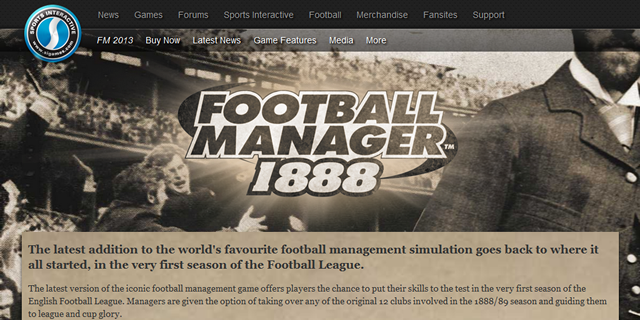 SPORTS INTERACTIVE
www.sigames.com
News Games Forums Sports Interactive Football Merchandise Fansites Support
FM 2013 Buy Now Latest News Game Features Media More
FOOTBALL
MANAGER™
1888
The latest addition to the world's favourite football management simulation goes back to where it
all started, in the very first season of the Football League.
The latest version of the iconic football management game offers players the chance to put their skills to the test in the very first season of the
English Football League. Managers are given the option of taking over any of the original 12 clubs involved in the 1888/89 season and guiding them
to league and cup glory.